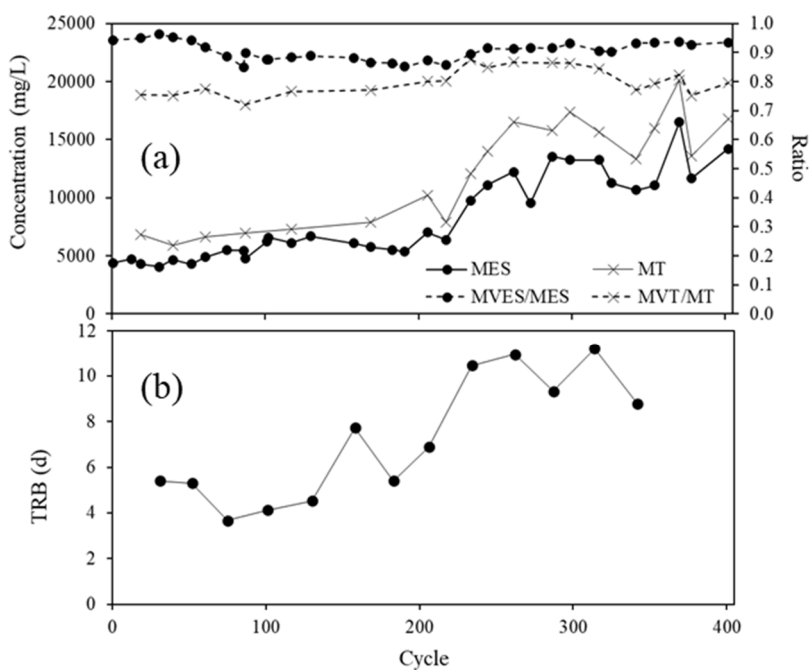 25000
20000
15000
10000
5000
0
Concentration (mg/L)
(a)
1.0
0.9
0.8
0.7
0.6
0.5
0.4
0.3
0.2
0.1
0.0
Ratio
MES MT
MVES/MES MVT/MT
12
10
8
6
4
2
0
TRB (d)
(b)
0 100 200 300 400
Cycle